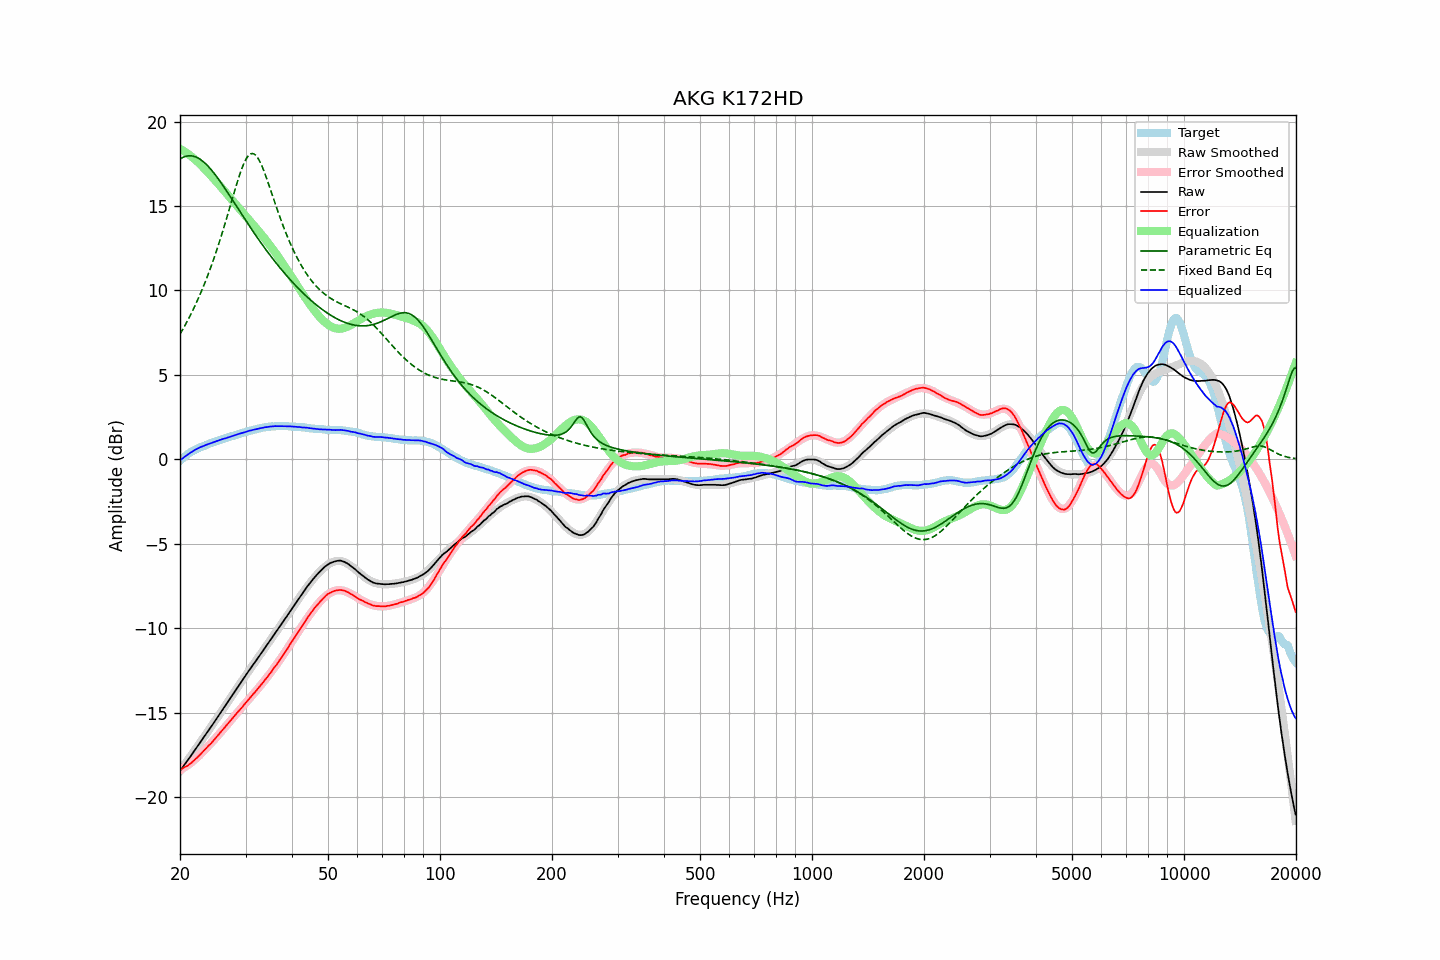 AKG K172HD
20
15
10
5
0
−5
−10
−15
−20
Amplitude (dBr)
20
50
100
200
500
1000
2000
5000
10000
20000
Frequency (Hz)
Target
Raw Smoothed
Error Smoothed
Raw
Error
Equalization
Parametric Eq
Fixed Band Eq
Equalized